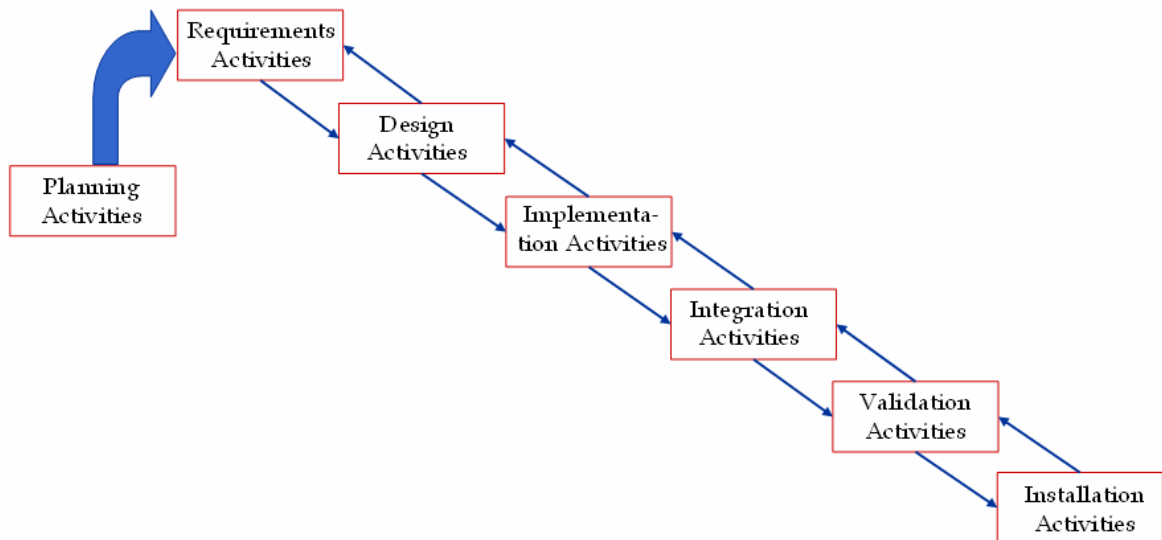 Requirements
Activities
Design
Activities
Planning
Activities
Implementa-
tion Activities
Integration
Activities
Validation
Activities
Installation
Activities